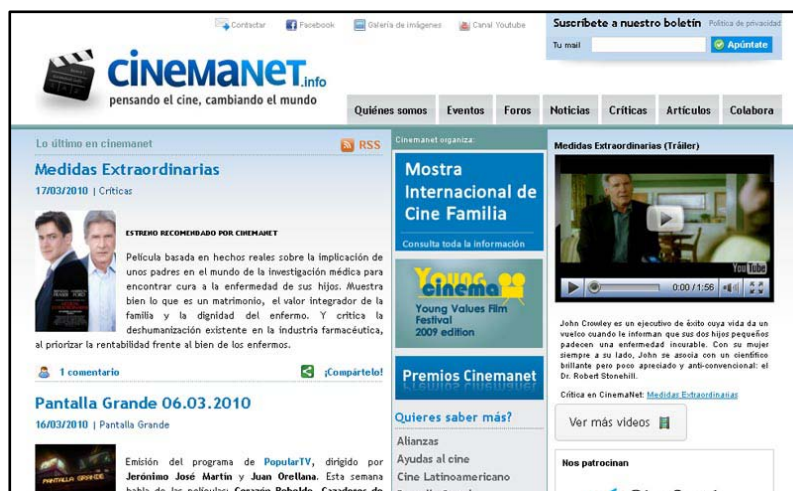 Contactar Facebook Galería de imágenes Canal Youtube
Suscríbete a nuestro boletín Política de privacidad
Tu mail Apúntate
CiNeMaNeT.info
pensando el cine, cambiando el mundo
Quiénes somos Eventos Foros Noticias Críticas Artículos Colabora
Lo último en cinemanet RSS
Medidas Extraordinarias
17/03/2010 | Críticas
ESTRENO RECOMENDADO POR CINEMANET
Película basada en hechos reales sobre la implicación de
unos padres en el mundo de la investigación médica para
encontrar cura a la enfermedad de sus hijos. Muestra
bien lo que es un matrimonio, el valor integrador de la
familia y la dignidad del enfermo. Y critica la
deshumanización existente en la industria farmacéutica,
al priorizar la rentabilidad frente al bien de los enfermos.
1 comentario ¡Compártelo!
Pantalla Grande 06.03.2010
16/03/2010 | Pantalla Grande
PANTALLA GRANDE
Emisión del programa de PopularTV, dirigido por
Jerónimo José Martín y Juan Orellana. Esta semana
habla de las películas: Corazón Rebelde, Cazadores de
Cinemanet organiza:
Mostra
Internacional de
Cine Familia
Consulta toda la información
Young
cinema
Young Values Film
Festival
2009 edition
Premios Cinemanet
Quieres saber más?
Alianzas
Ayudas al cine
Cine Latinoamericano
Medidas Extraordinarias (Tráiler)
YouTube
0:00 / 1:56
John Crowley es un ejecutivo de éxito cuya vida da un
vuelco cuando le informan que sus dos hijos pequeños
padecen una enfermedad incurable. Con su mujer
siempre a su lado, John se asocia con un científico
brillante pero poco apreciado y anti-convencional: el
Dr. Robert Stonehill.
Crítica en CinemaNet: Medidas Extraordinarias
Ver más videos
Nos patrocinan